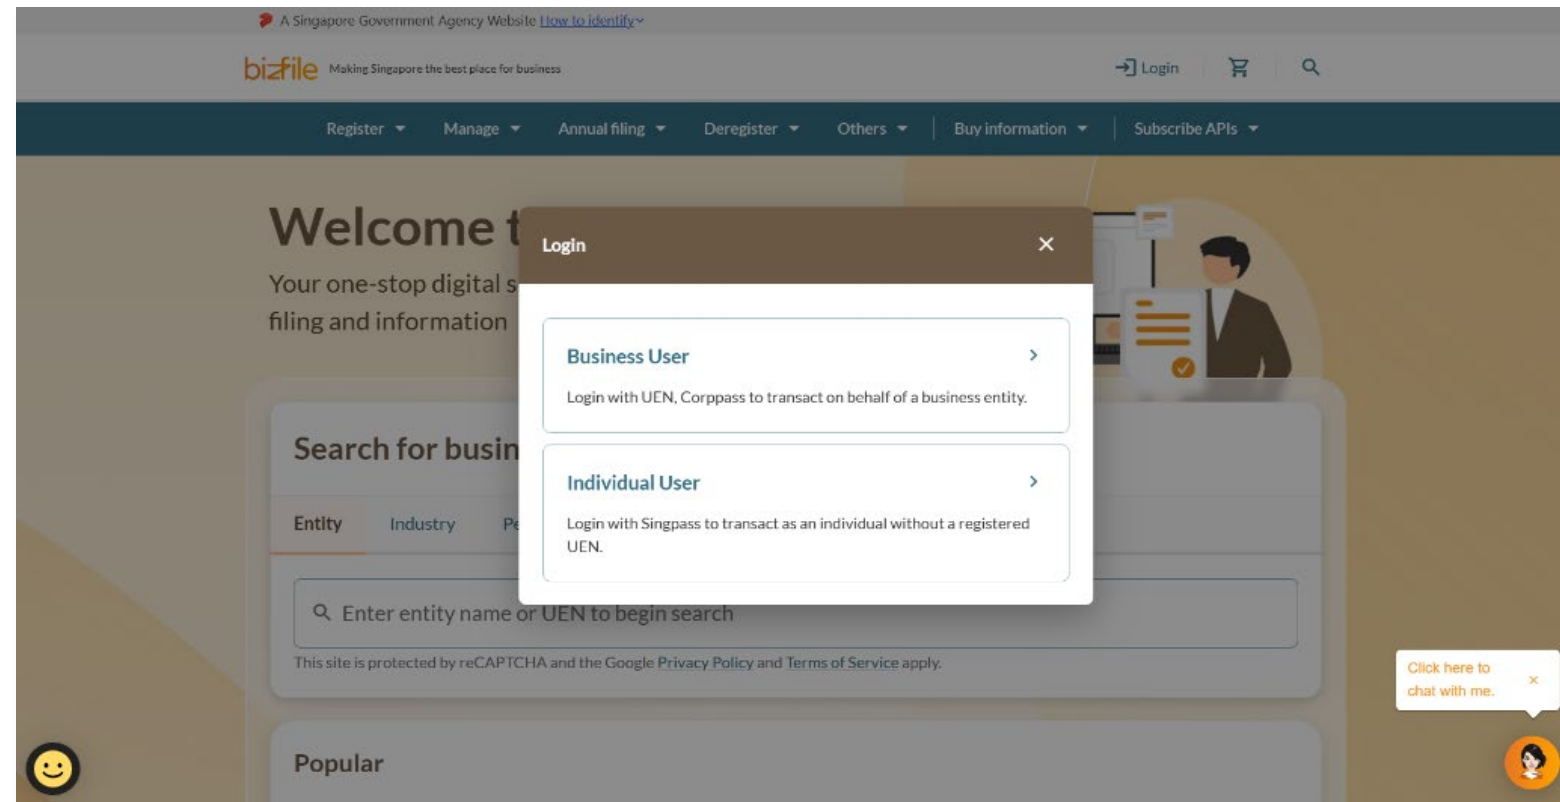 A Singapore Government Agency Website How to identify
bizfile Making Singapore the best place for business
Login
Register Manage Annual filing Deregister Others Buy information Subscribe APIs
Welcome t
Your one-stop digital s
filing and information
Login
Business User
Login with UEN, Corppass to transact on behalf of a business entity.
Individual User
Login with Singpass to transact as an individual without a registered
UEN.
Search for busin
Entity Industry Pe
Enter entity name or UEN to begin search
This site is protected by reCAPTCHA and the Google Privacy Policy and Terms of Service apply.
Click here to
chat with me.
Popular